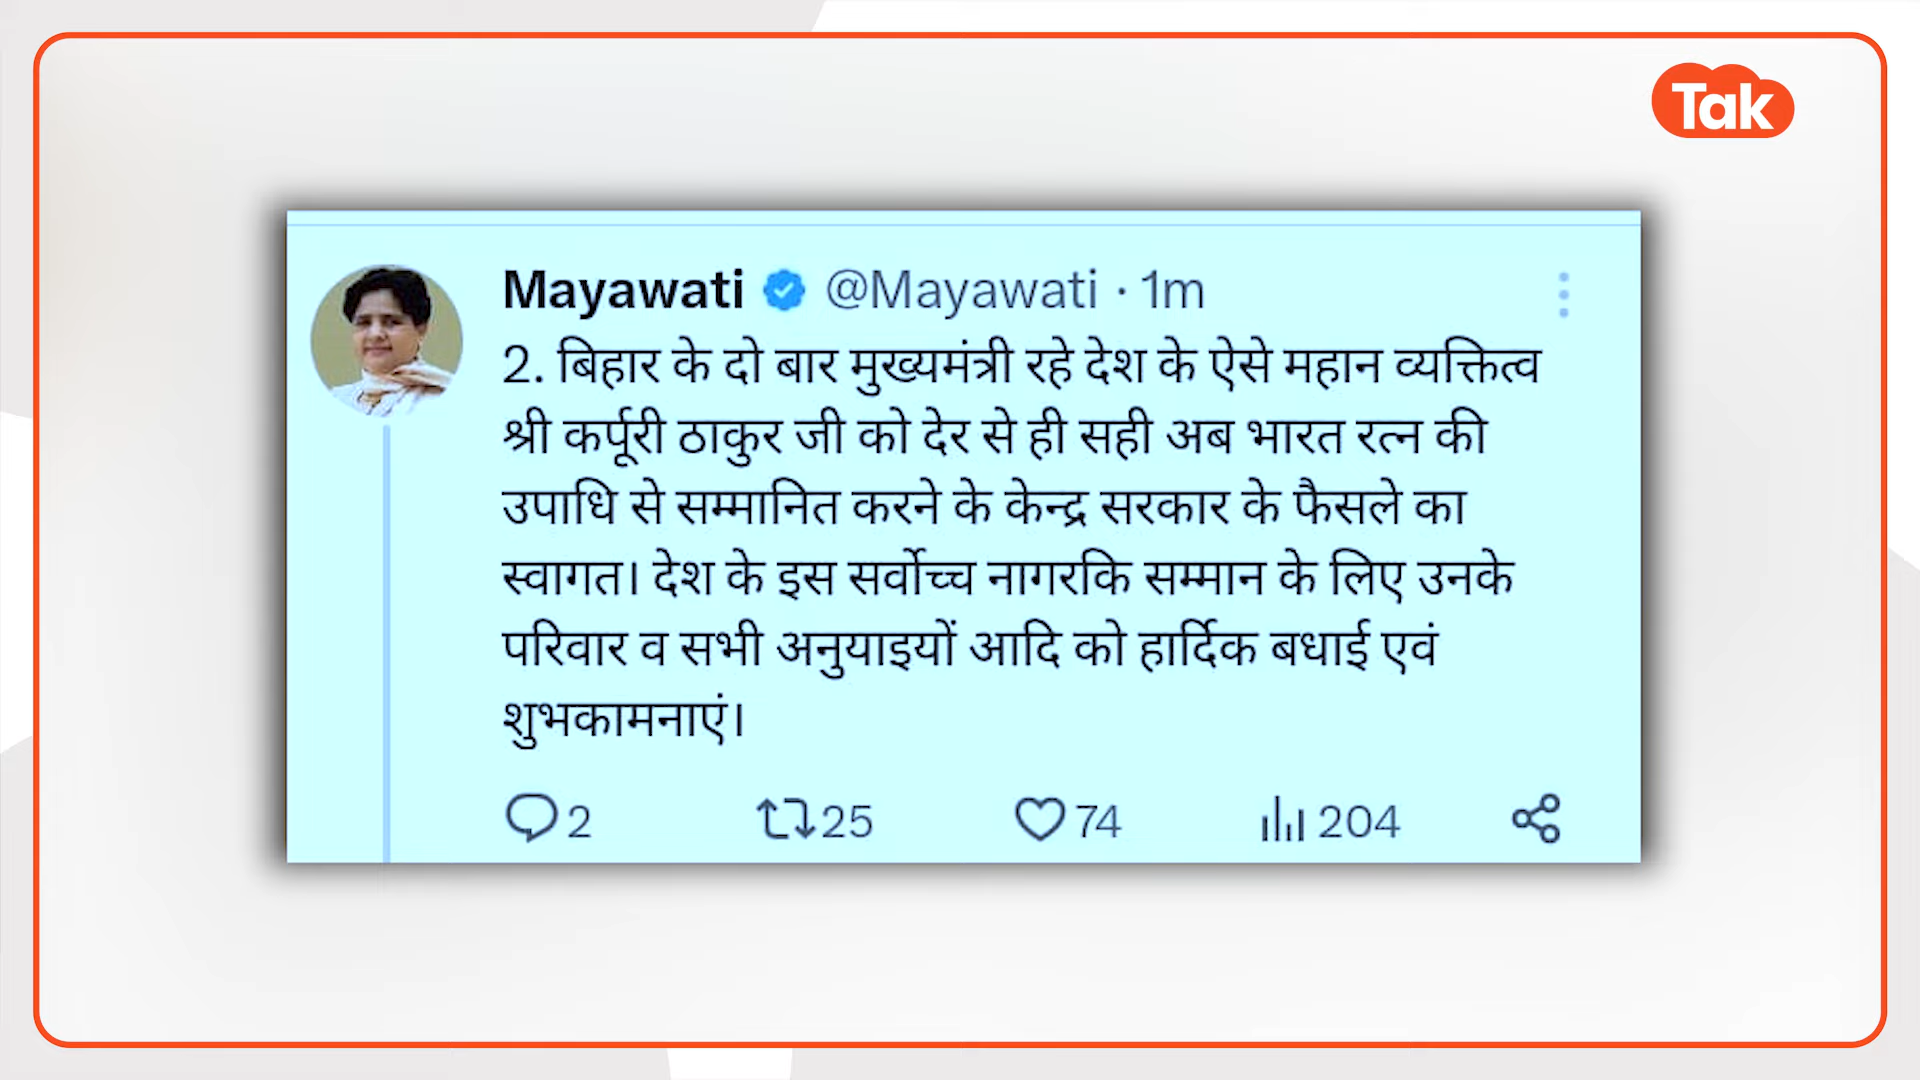 Tak
Mayawati @Mayawati · 1m
2. बिहार के दो बार मुख्यमंत्री रहे देश के ऐसे महान व्यक्तित्व
श्री कर्पूरी ठाकुर जी को देर से ही सही अब भारत रत्न की
उपाधि से सम्मानित करने के केन्द्र सरकार के फैसले का
स्वागत। देश के इस सर्वोच्च नागरकि सम्मान के लिए उनके
परिवार व सभी अनुयाइयों आदि को हार्दिक बधाई एवं
शुभकामनाएं।
2 25 74 204